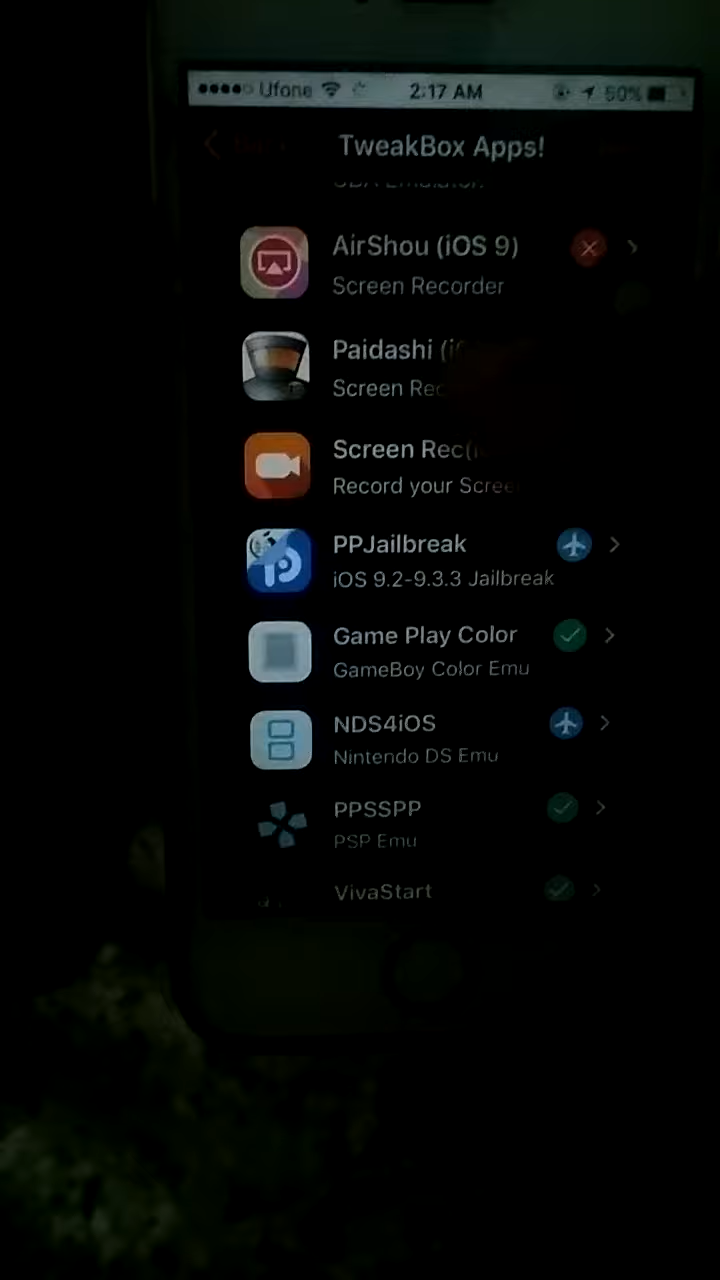 Ufone 2:17 AM 50%
TweakBox Apps!
GBA Emulator.
AirShou (iOS 9)
Screen Recorder
Paidashi
Screen
Screen Rec(
Record your
PPJailbreak
iOS 9.2-9.3.3 Jailbreak
Game Play Color
GameBoy Color Emu
NDS4iOS
Nintendo DS Emu
PPSSPP
PSP Emu
VivaStart